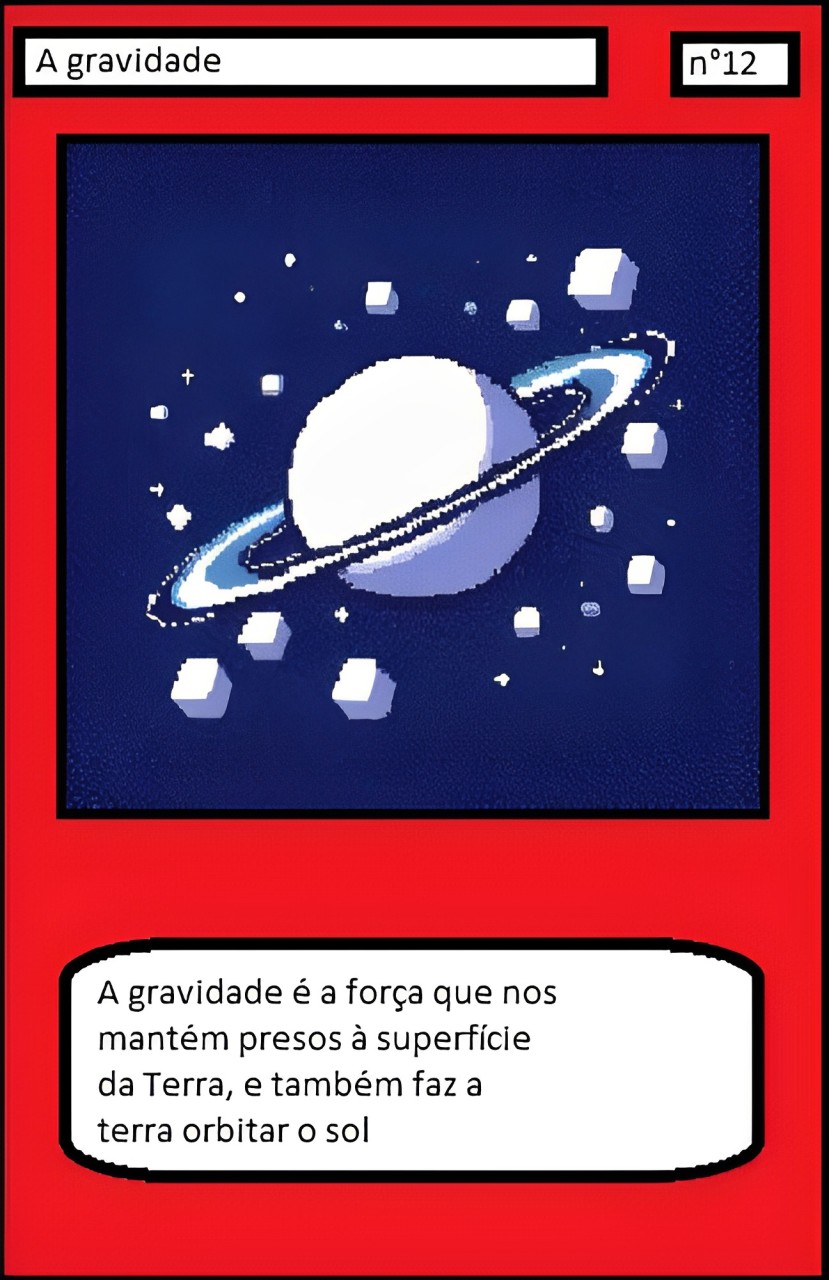 A gravidade
n°12
A gravidade é a força que nos
mantém presos à superfície
da Terra, e também faz a
terra orbitar o sol